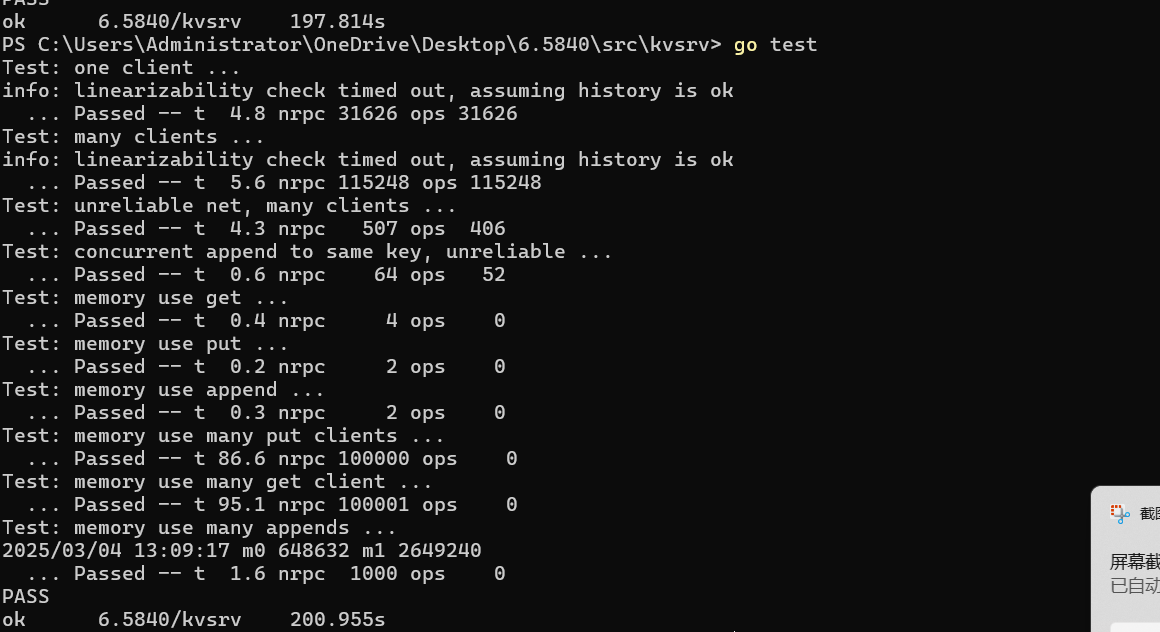 PASS
ok      6.5840/kvsrv    197.814s
PS C:\Users\Administrator\OneDrive\Desktop\6.5840\src\kvsrv> go test
Test: one client ...
info: linearizability check timed out, assuming history is ok
  ... Passed -- t  4.8 nrpc 31626 ops 31626
Test: many clients ...
info: linearizability check timed out, assuming history is ok
  ... Passed -- t  5.6 nrpc 115248 ops 115248
Test: unreliable net, many clients ...
  ... Passed -- t  4.3 nrpc   507 ops  406
Test: concurrent append to same key, unreliable ...
  ... Passed -- t  0.6 nrpc    64 ops   52
Test: memory use get ...
  ... Passed -- t  0.4 nrpc     4 ops    0
Test: memory use put ...
  ... Passed -- t  0.2 nrpc     2 ops    0
Test: memory use append ...
  ... Passed -- t  0.3 nrpc     2 ops    0
Test: memory use many put clients ...
  ... Passed -- t 86.6 nrpc 100000 ops    0
Test: memory use many get client ...
  ... Passed -- t 95.1 nrpc 100001 ops    0
Test: memory use many appends ...
2025/03/04 13:09:17 m0 648632 m1 2649240
  ... Passed -- t  1.6 nrpc  1000 ops    0
PASS
ok      6.5840/kvsrv    200.955s
截图
屏幕截
已自动